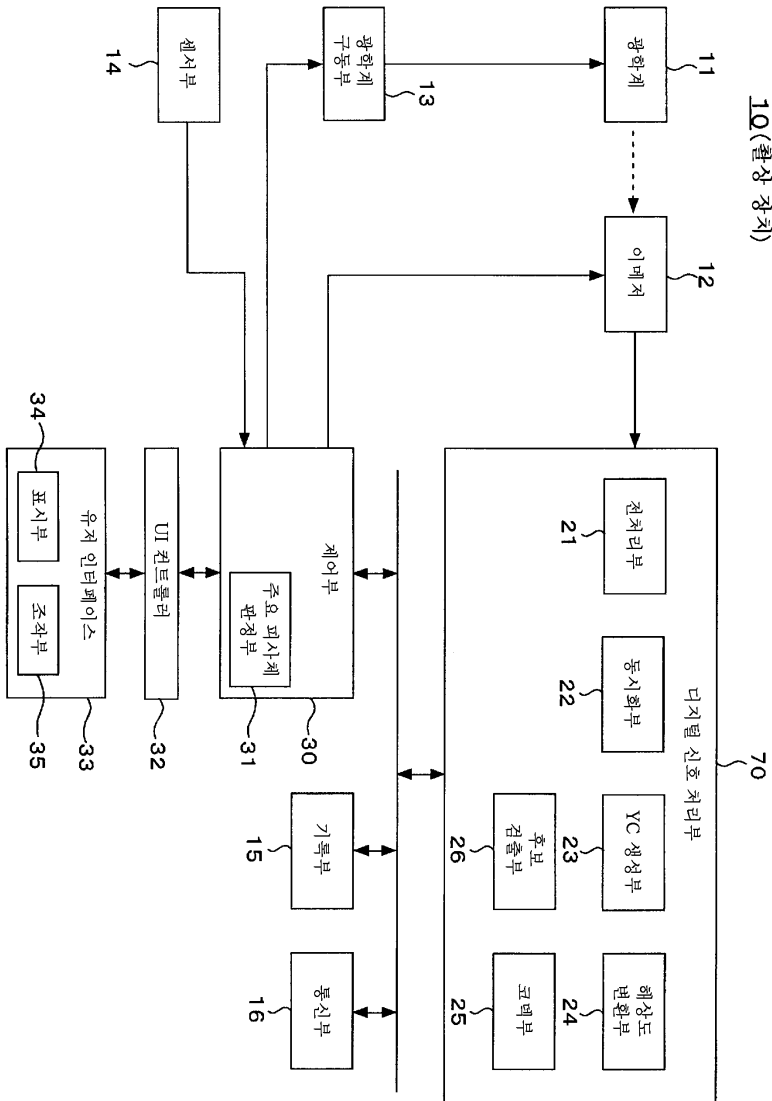 10 (촬상 장치)
11
광학계
12
이메저
13
광학계
구동부
14
센서부
70
디지털 신호 처리부
21
전처리부
22
동시화부
23
YC 생성부
24
해상도
변환부
26
후보
검출부
25
코덱부
제어부
30
주요 피사체
판정부
31
15
기록부
16
통신부
UI 컨트롤러
32
유저 인터페이스
33
34
표시부
35
조작부